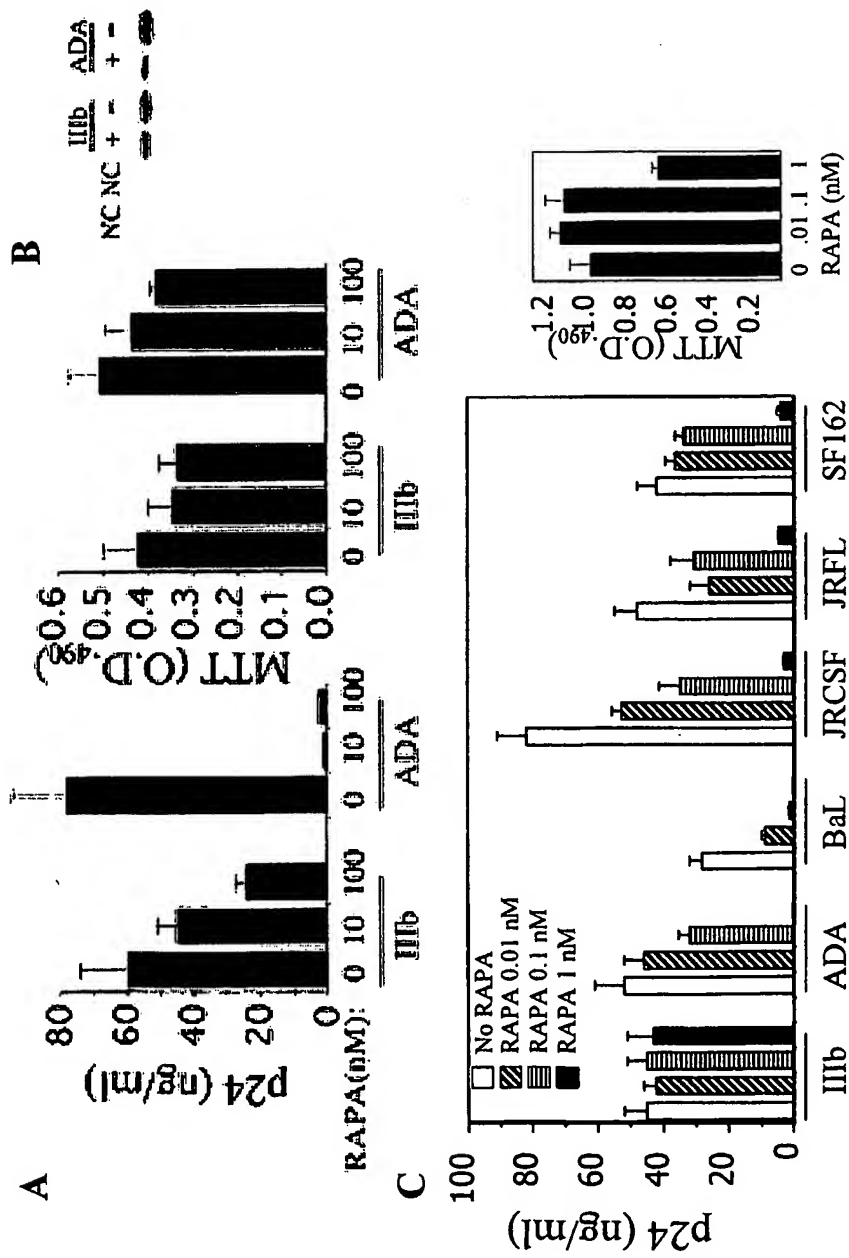 A
p24 (ng/ml)
80
60
40
20
0
RAPA(nM):
0 10 100 0 10 100
IIIb ADA
MTT (O.D.490)
0.6
0.5
0.4
0.3
0.2
0.1
0.0
0 10 100 0 10 100
IIIb ADA
B
IIIb ADA
NC NC + - + -
C
p24 (ng/ml)
100
80
60
40
20
0
No RAPA
RAPA 0.01 nM
RAPA 0.1 nM
RAPA 1 nM
IIIb ADA BaL JRCSF JRFL SF162
MTT (O.D.490)
1.2
1.0
0.8
0.6
0.4
0.2
0 .01 .1 1
RAPA (nM)